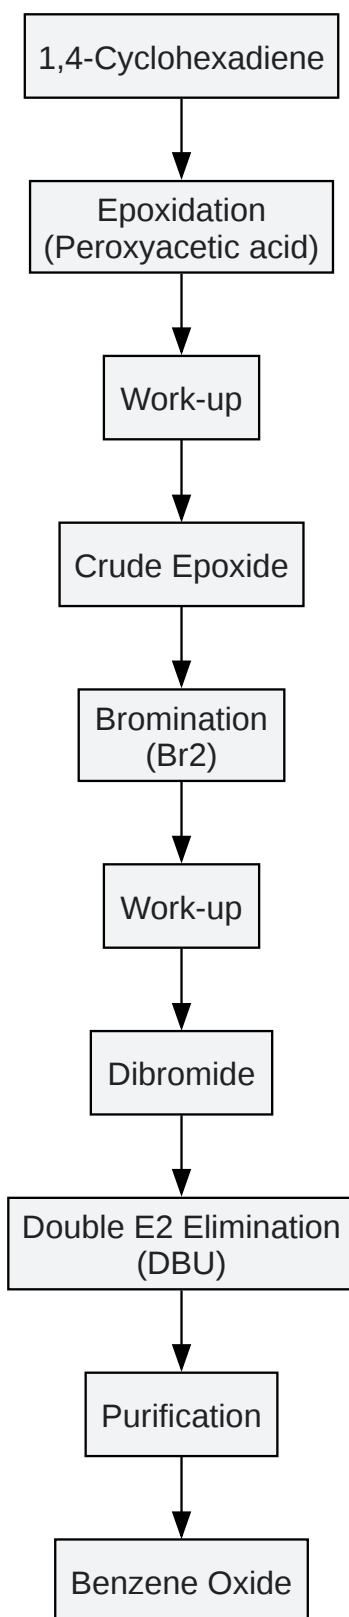 1,4-Cyclohexadiene
Epoxidation
(Peroxyacetic acid)
Work-up
Crude Epoxide
Bromination
(Br2)
Work-up
Dibromide
Double E2 Elimination
(DBU)
Purification
Benzene Oxide